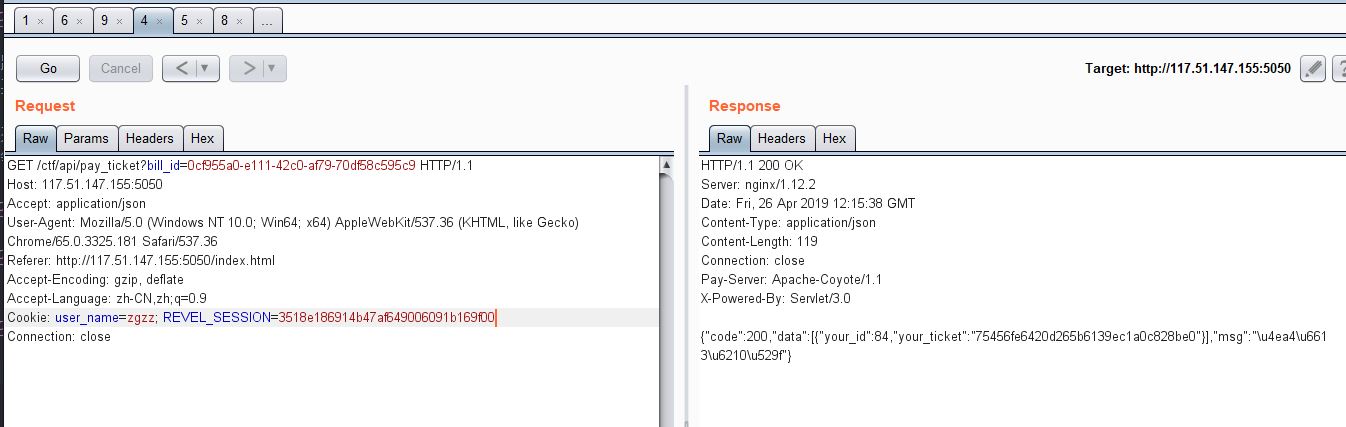 1 × 6 × 9 × 4 × 5 × 8 × ...
Go Cancel < ▼ > ▼ Target: http://117.51.147.155:5050 ?
Request
Raw Params Headers Hex
GET /ctf/api/pay_ticket?bill_id=0cf955a0-e111-42c0-af79-70df58c595c9 HTTP/1.1
Host: 117.51.147.155:5050
Accept: application/json
User-Agent: Mozilla/5.0 (Windows NT 10.0; Win64; x64) AppleWebKit/537.36 (KHTML, like Gecko)
Chrome/65.0.3325.181 Safari/537.36
Referer: http://117.51.147.155:5050/index.html
Accept-Encoding: gzip, deflate
Accept-Language: zh-CN,zh;q=0.9
Cookie: user_name=zgzz; REVEL_SESSION=3518e186914b47af649006091b169f00
Connection: close
Response
Raw Headers Hex
HTTP/1.1 200 OK
Server: nginx/1.12.2
Date: Fri, 26 Apr 2019 12:15:38 GMT
Content-Type: application/json
Content-Length: 119
Connection: close
Pay-Server: Apache-Coyote/1.1
X-Powered-By: Servlet/3.0
{"code":200,"data":[{"your_id":84,"your_ticket":"75456fe6420d265b6139ec1a0c828be0"}],"msg":"\u4ea4\u661
3\u6210\u529f"}